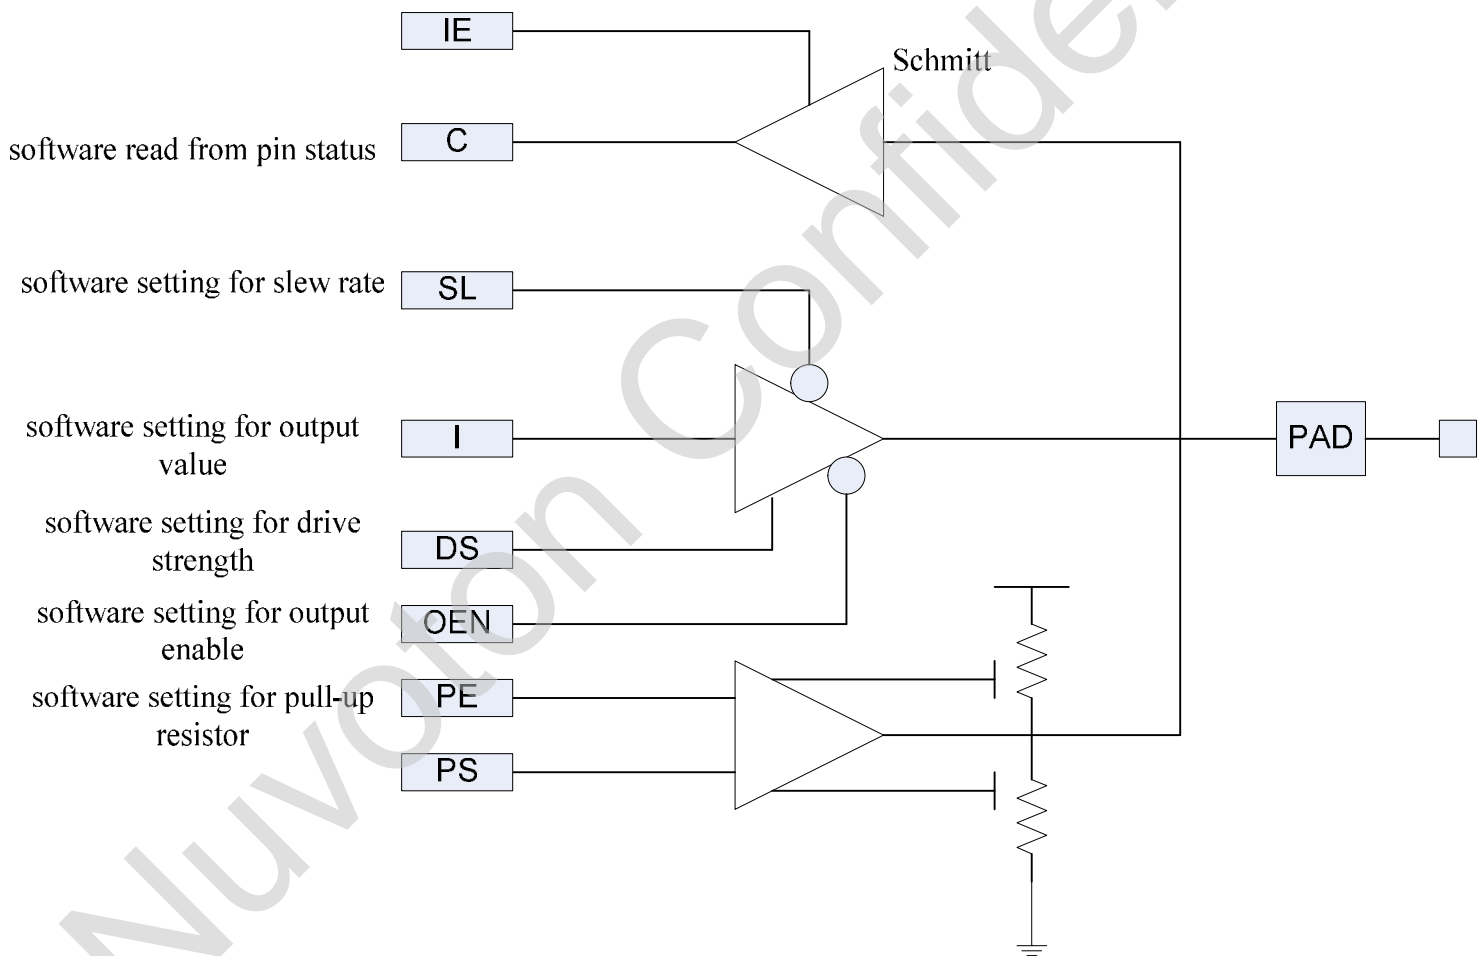 IE
Schmitt
software read from pin status
C
software setting for slew rate
SL
software setting for output
value
I
PAD
software setting for drive
strength
DS
software setting for output
enable
OEN
software setting for pull-up
resistor
PE
PS
Nuvoton Confide